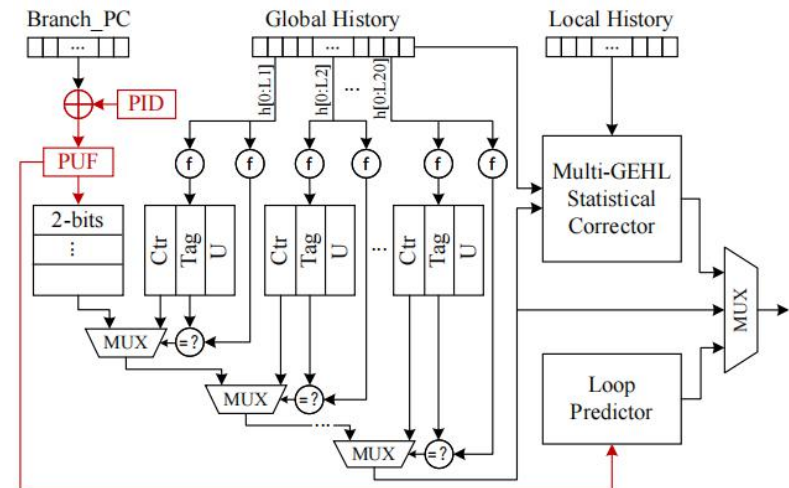 Branch_PC
Global History
Local History
...
...
...
h[0:L1]
h[0:L2]
...
h[0:L20]
PID
PUF
f
f
f
f
f
f
2-bits
⋮
Ctr
Tag
U
Ctr
Tag
U
...
Ctr
Tag
U
Multi-GEHL
Statistical
Corrector
MUX
=?
MUX
MUX
=?
Loop
Predictor
...
MUX
=?